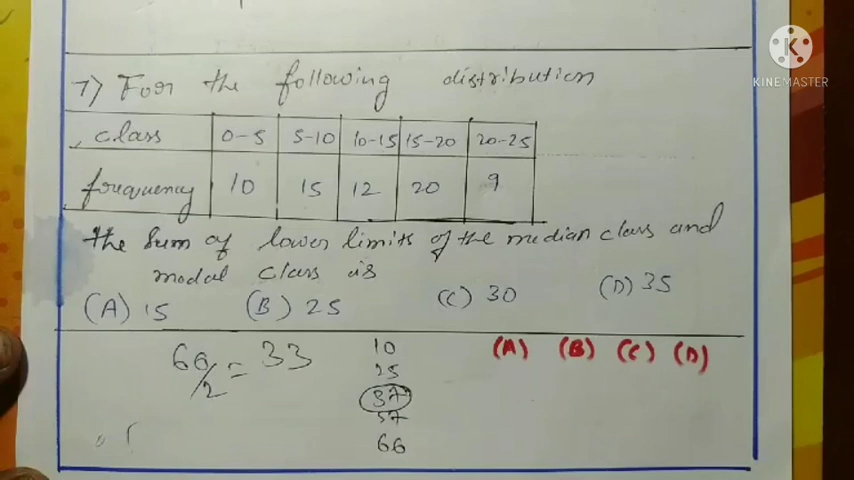 K
KINEMASTER
7) Foor the following distribution
class 0-5 5-10 10-15 15-20 20-25
frequency 10 15 12 20 9
the sum of lower limits of the median class and
modal class is
(A) 15 (B) 25 (C) 30 (D) 35
66/2 = 33
10
25
37
57
66
(A) (B) (C) (D)